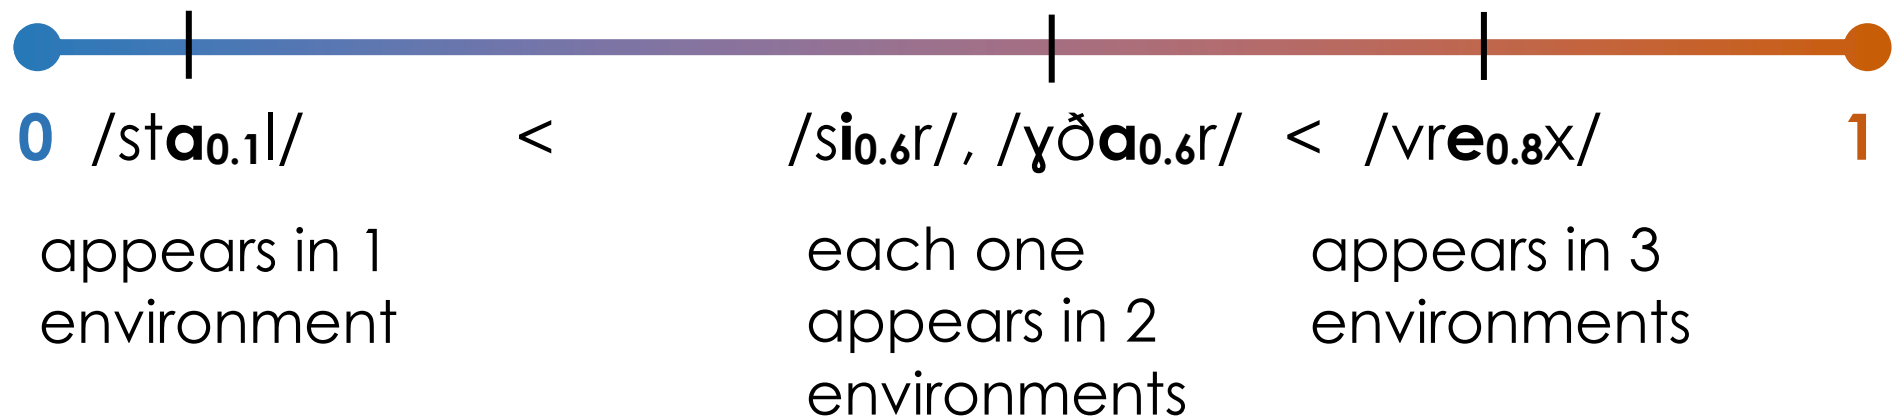 0 /sta₀.₁l/ < /si₀.₆r/, /ɣðɑ₀.₆r/ < /vre₀.₈x/ 1
appears in 1
environment
each one
appears in 2
environments
appears in 3
environments